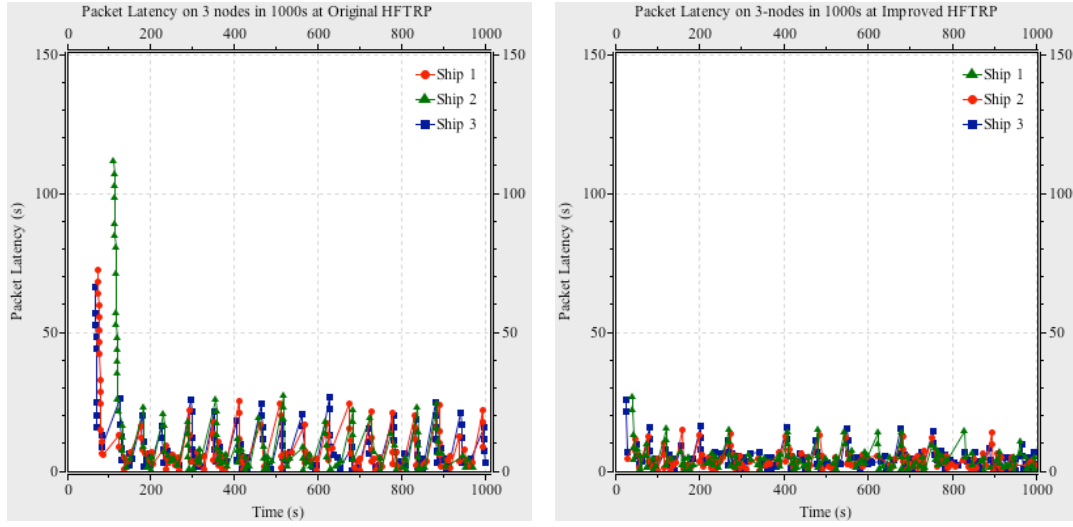 Packet Latency on 3 nodes in 1000s at Original HFTRP
0 200 400 600 800 1000
150 150
Ship 1
Ship 2
Ship 3
100 100
Packet Latency (s)
50 50
0 0
0 200 400 600 800 1000
Time (s)
Packet Latency on 3-nodes in 1000s at Improved HFTRP
0 200 400 600 800 1000
150 150
Ship 1
Ship 2
Ship 3
100 100
Packet Latency (s)
50 50
0 0
0 200 400 600 800 1000
Time (s)